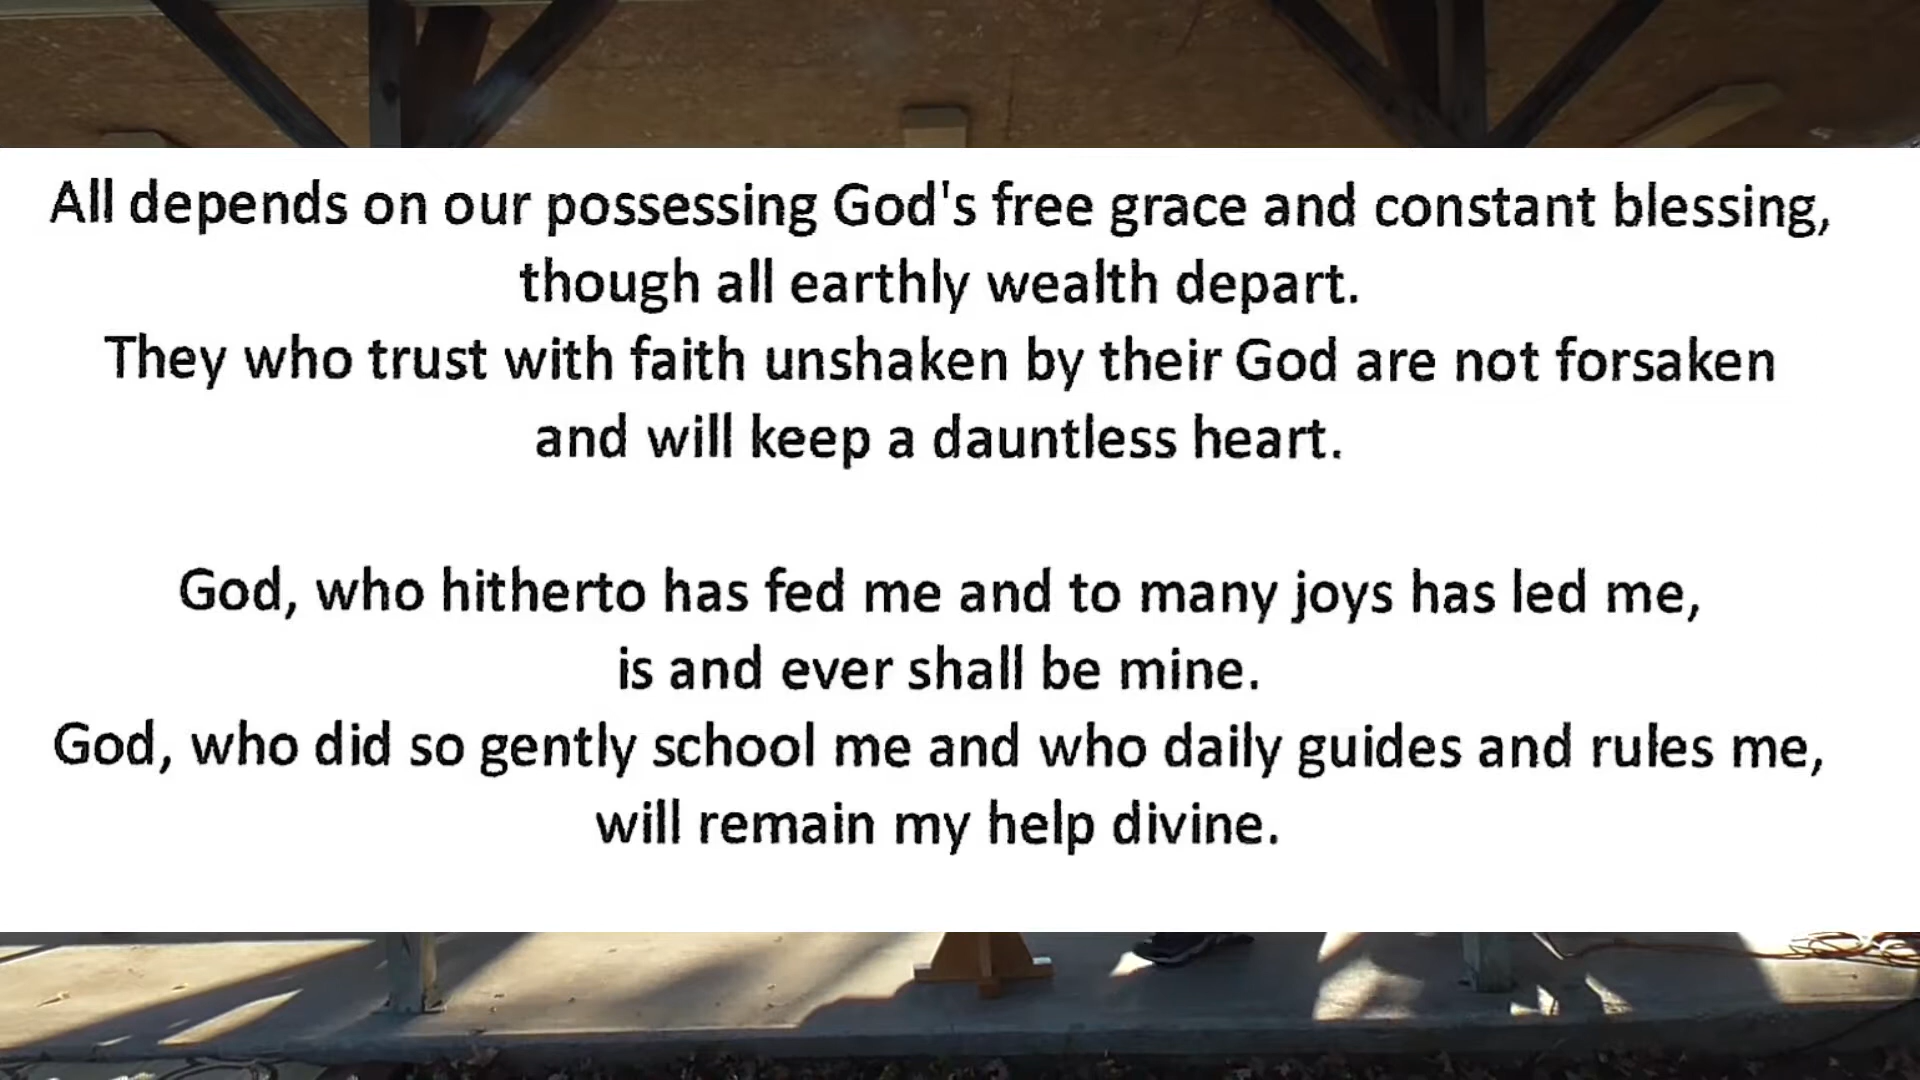 All depends on our possessing God's free grace and constant blessing,
though all earthly wealth depart.
They who trust with faith unshaken by their God are not forsaken
and will keep a dauntless heart.
God, who hitherto has fed me and to many joys has led me,
is and ever shall be mine.
God, who did so gently school me and who daily guides and rules me,
will remain my help divine.